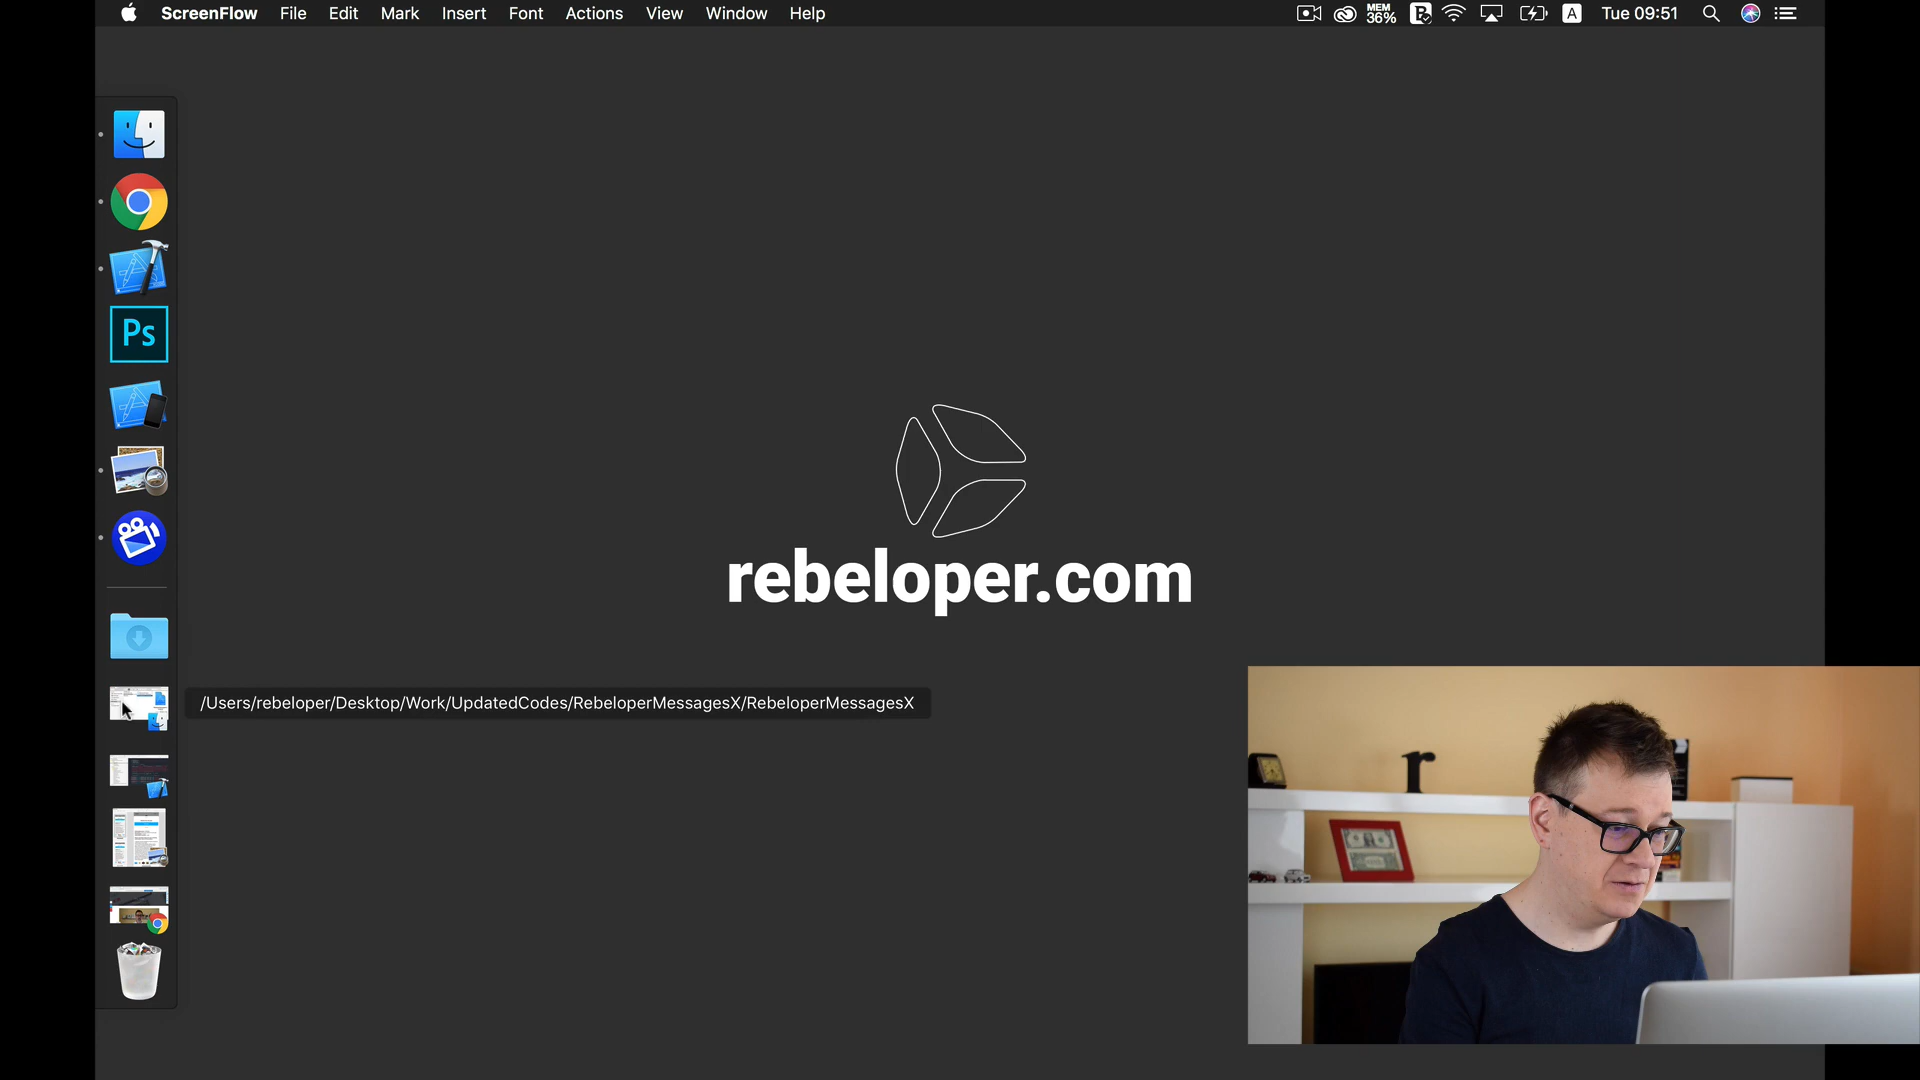 ScreenFlow File Edit Mark Insert Font Actions View Window Help MEM 36% A Tue 09:51
Ps
rebeloper.com
/Users/rebeloper/Desktop/Work/UpdatedCodes/RebeloperMessagesX/RebeloperMessagesX
r